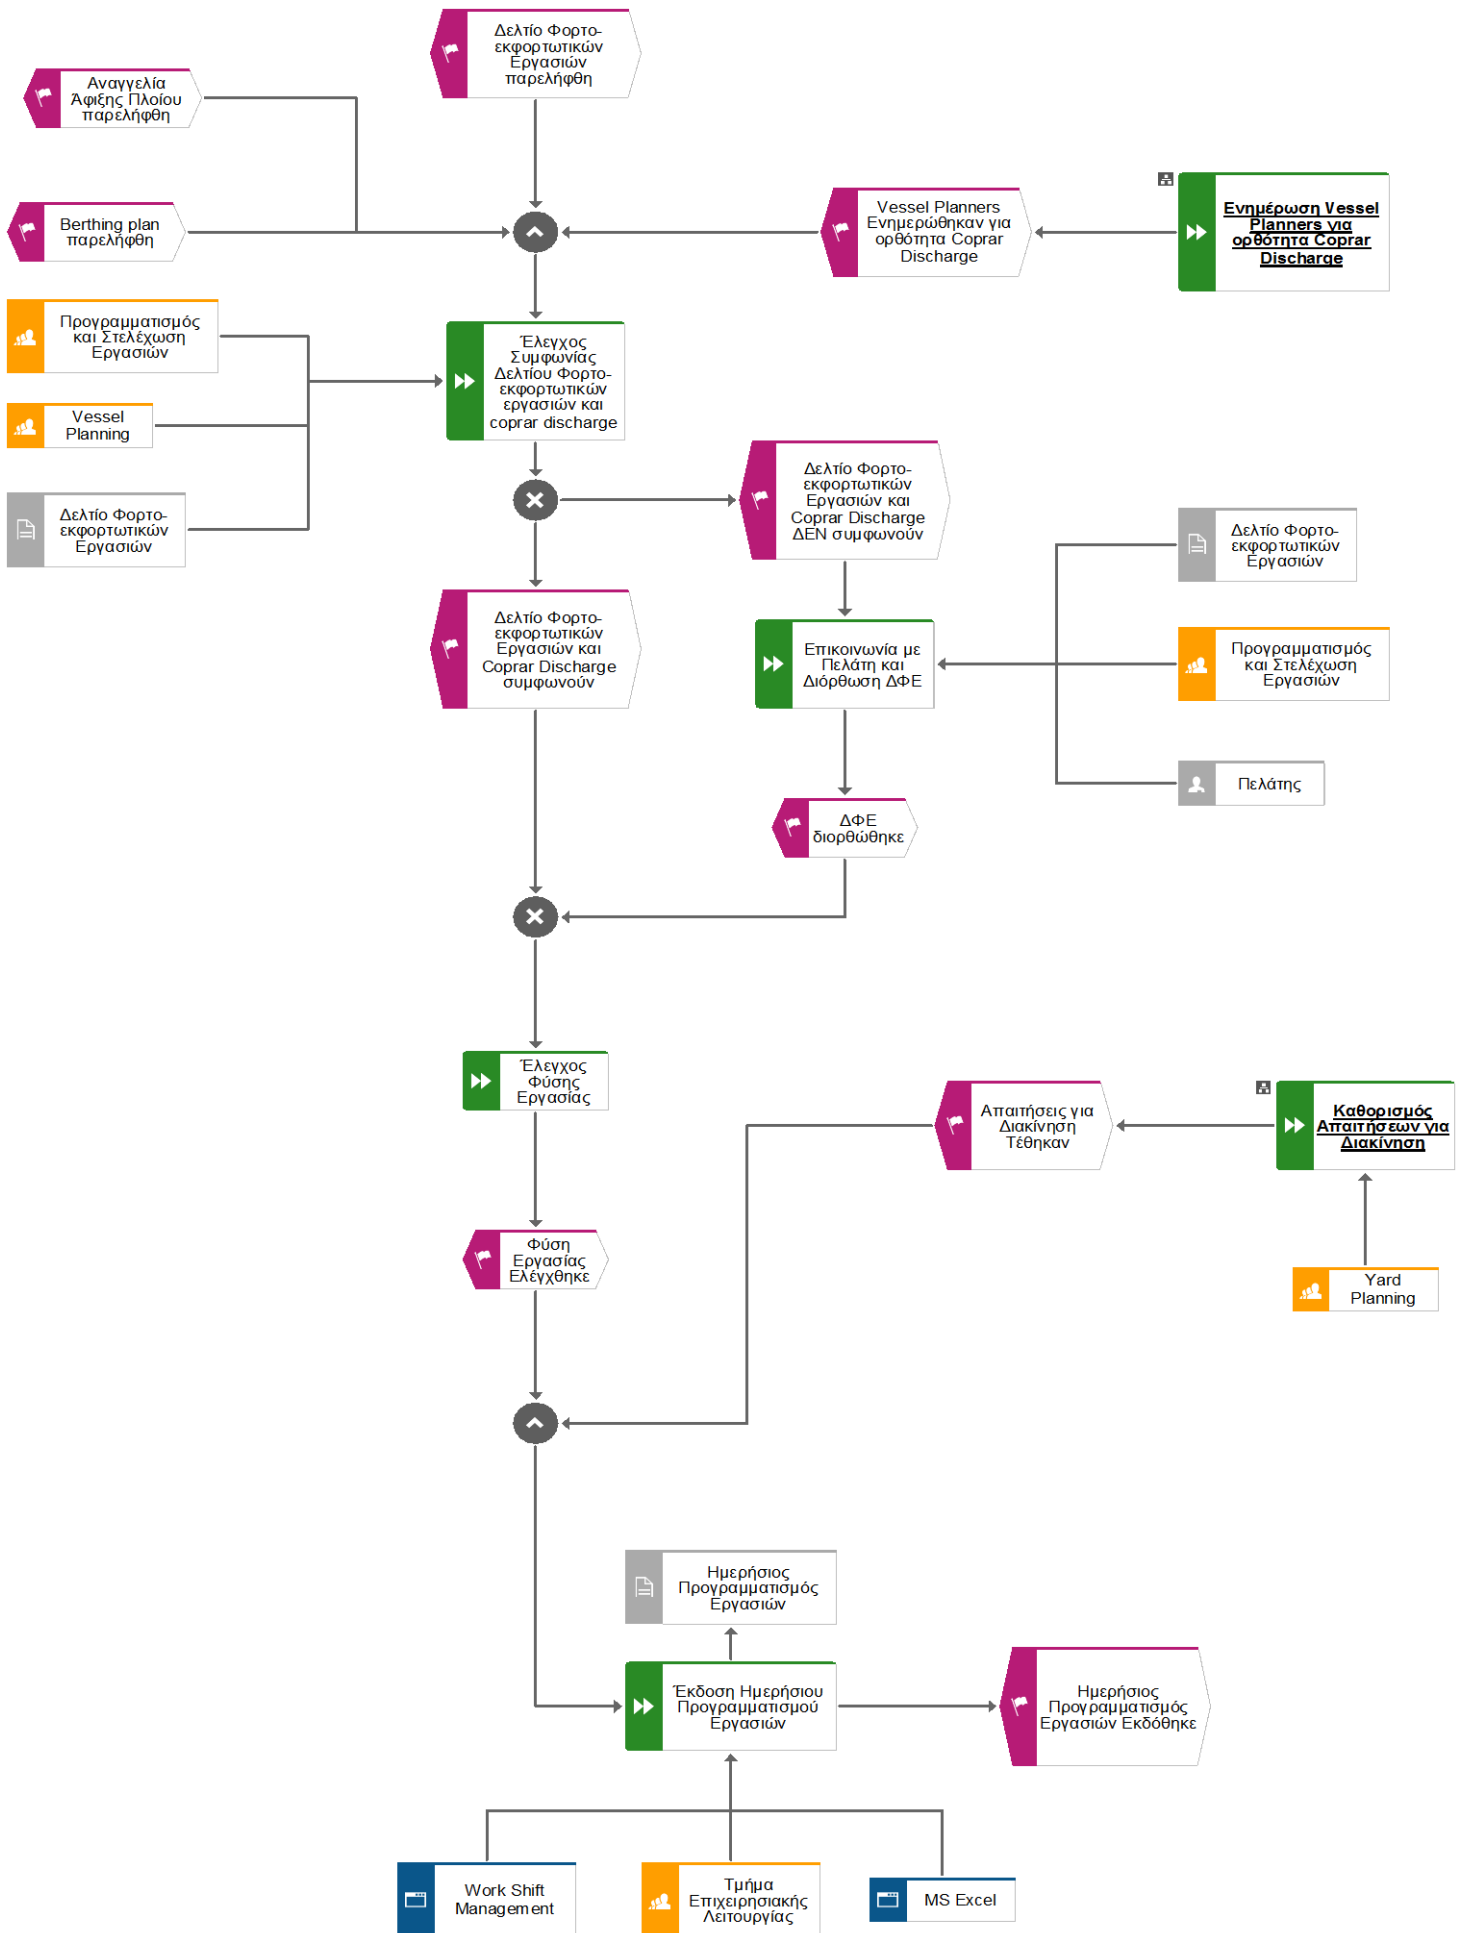 Δελτίο Φορτο-
εκφορτωτικών
Εργασιών
παρελήφθη
Αναγγελία
Άφιξης Πλοίου
παρελήφθη
Berthing plan
παρελήφθη
Vessel Planners
Ενημερώθηκαν για
ορθότητα Coprar
Discharge
Ενημέρωση Vessel
Planners για
ορθότητα Coprar
Discharge
Προγραμματισμός
και Στελέχωση
Εργασιών
Vessel
Planning
Δελτίο Φορτο-
εκφορτωτικών
Εργασιών
Έλεγχος
Συμφωνίας
Δελτίου Φορτο-
εκφορτωτικών
εργασιών και
coprar discharge
Δελτίο Φορτο-
εκφορτωτικών
Εργασιών και
Coprar Discharge
ΔΕΝ συμφωνούν
Δελτίο Φορτο-
εκφορτωτικών
Εργασιών
Δελτίο Φορτο-
εκφορτωτικών
Εργασιών και
Coprar Discharge
συμφωνούν
Επικοινωνία με
Πελάτη και
Διόρθωση ΔΦΕ
Προγραμματισμός
και Στελέχωση
Εργασιών
Πελάτης
ΔΦΕ
διορθώθηκε
Έλεγχος
Φύσης
Εργασίας
Απαιτήσεις για
Διακίνηση
Τέθηκαν
Καθορισμός
Απαιτήσεων για
Διακίνηση
Φύση
Εργασίας
Ελέγχθηκε
Yard
Planning
Ημερήσιος
Προγραμματισμός
Εργασιών
Έκδοση Ημερήσιου
Προγραμματισμού
Εργασιών
Ημερήσιος
Προγραμματισμός
Εργασιών Εκδόθηκε
Work Shift
Management
Τμήμα
Επιχειρησιακής
Λειτουργίας
MS Excel